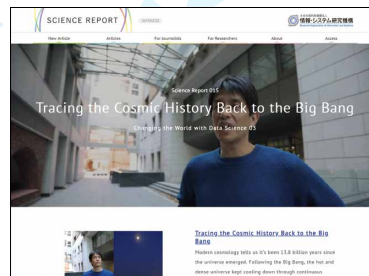 SCIENCE REPORT
JAPANESE
情報・システム研究機構
New Article Articles For Journalists For Researchers About Access
Science Report 015
Tracing the Cosmic History Back to the Big Bang
Changing the World with Data Science 03
Tracing the Cosmic History Back to the Big
Bang
Modern cosmology tells us it's been 13.8 billion years since
the universe emerged. Following the Big Bang, the hot and
dense universe kept cooling down through continuous